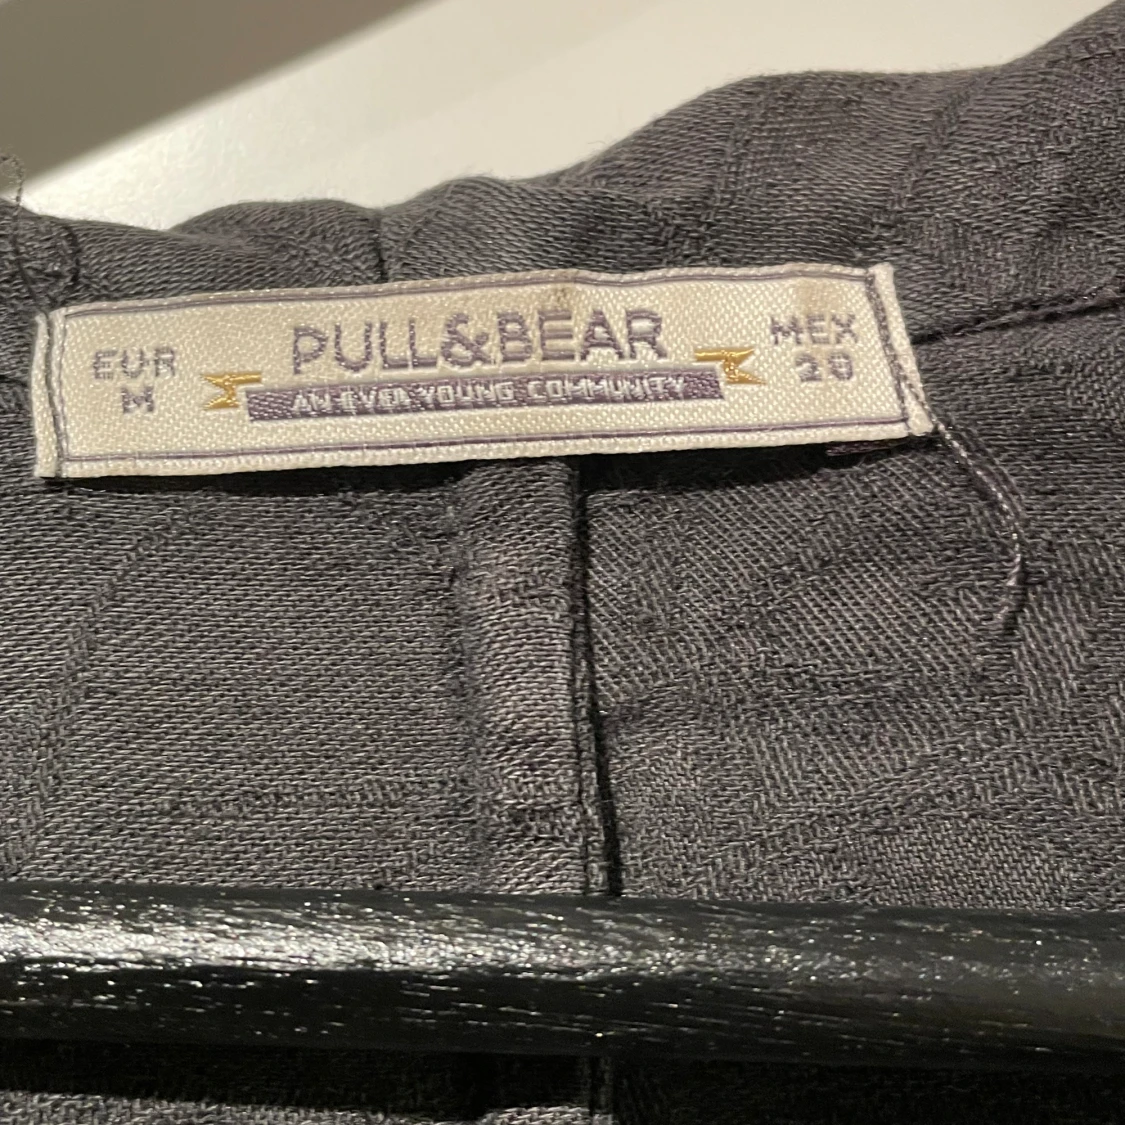 EUR
M
PULL&BEAR
AN EVER YOUNG COMMUNITY
MEX
28